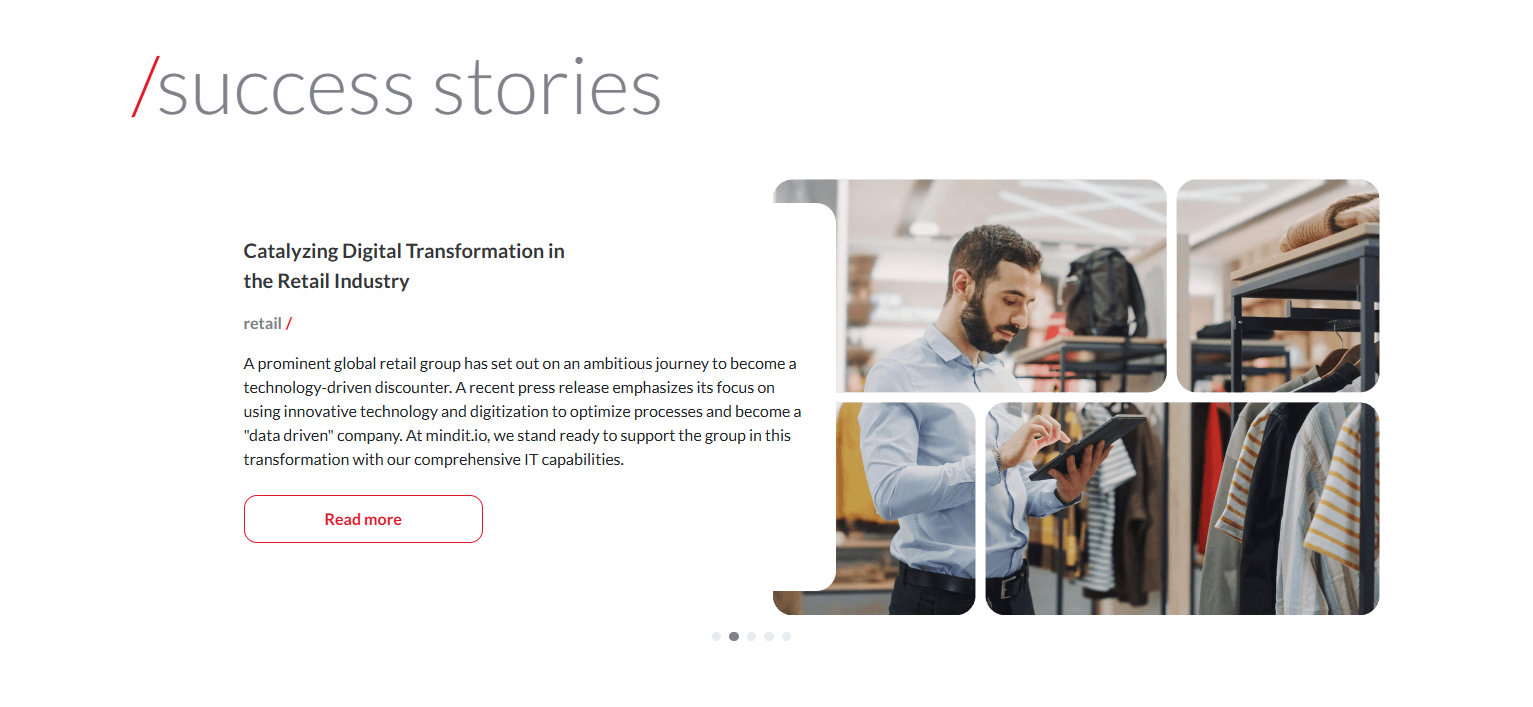 /success stories
Catalyzing Digital Transformation in
the Retail Industry
retail /
A prominent global retail group has set out on an ambitious journey to become a
technology-driven discounter. A recent press release emphasizes its focus on
using innovative technology and digitization to optimize processes and become a
"data driven" company. At mindit.io, we stand ready to support the group in this
transformation with our comprehensive IT capabilities.
Read more